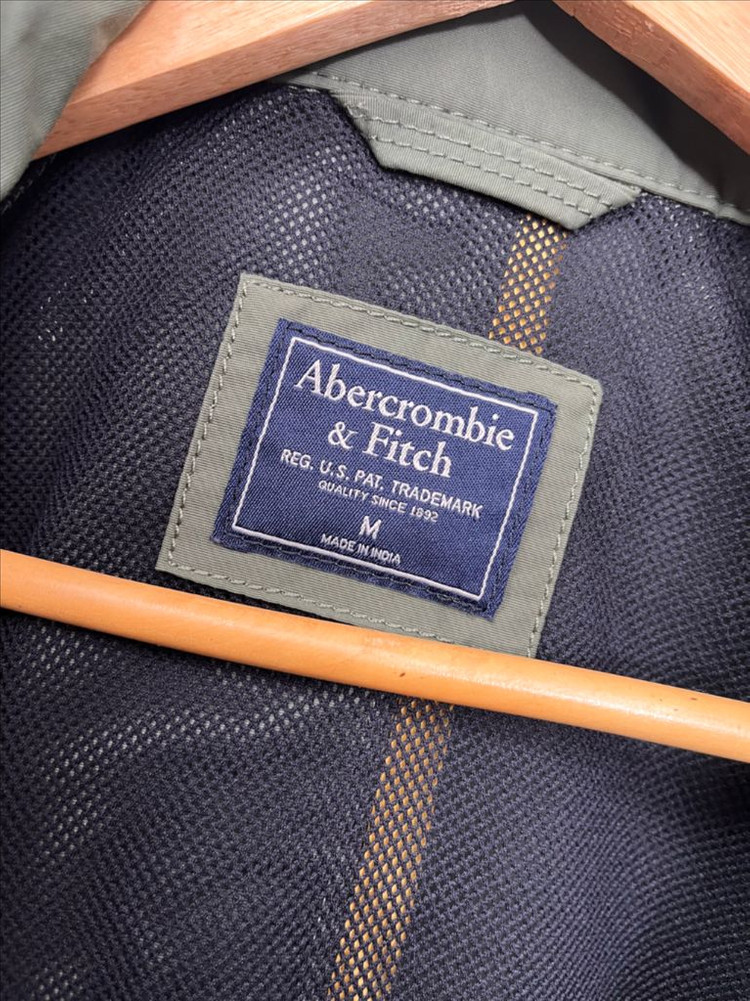 Abercrombie
& Fitch
REG. U.S. PAT. TRADEMARK
QUALITY SINCE 1892
M
MADE IN INDIA